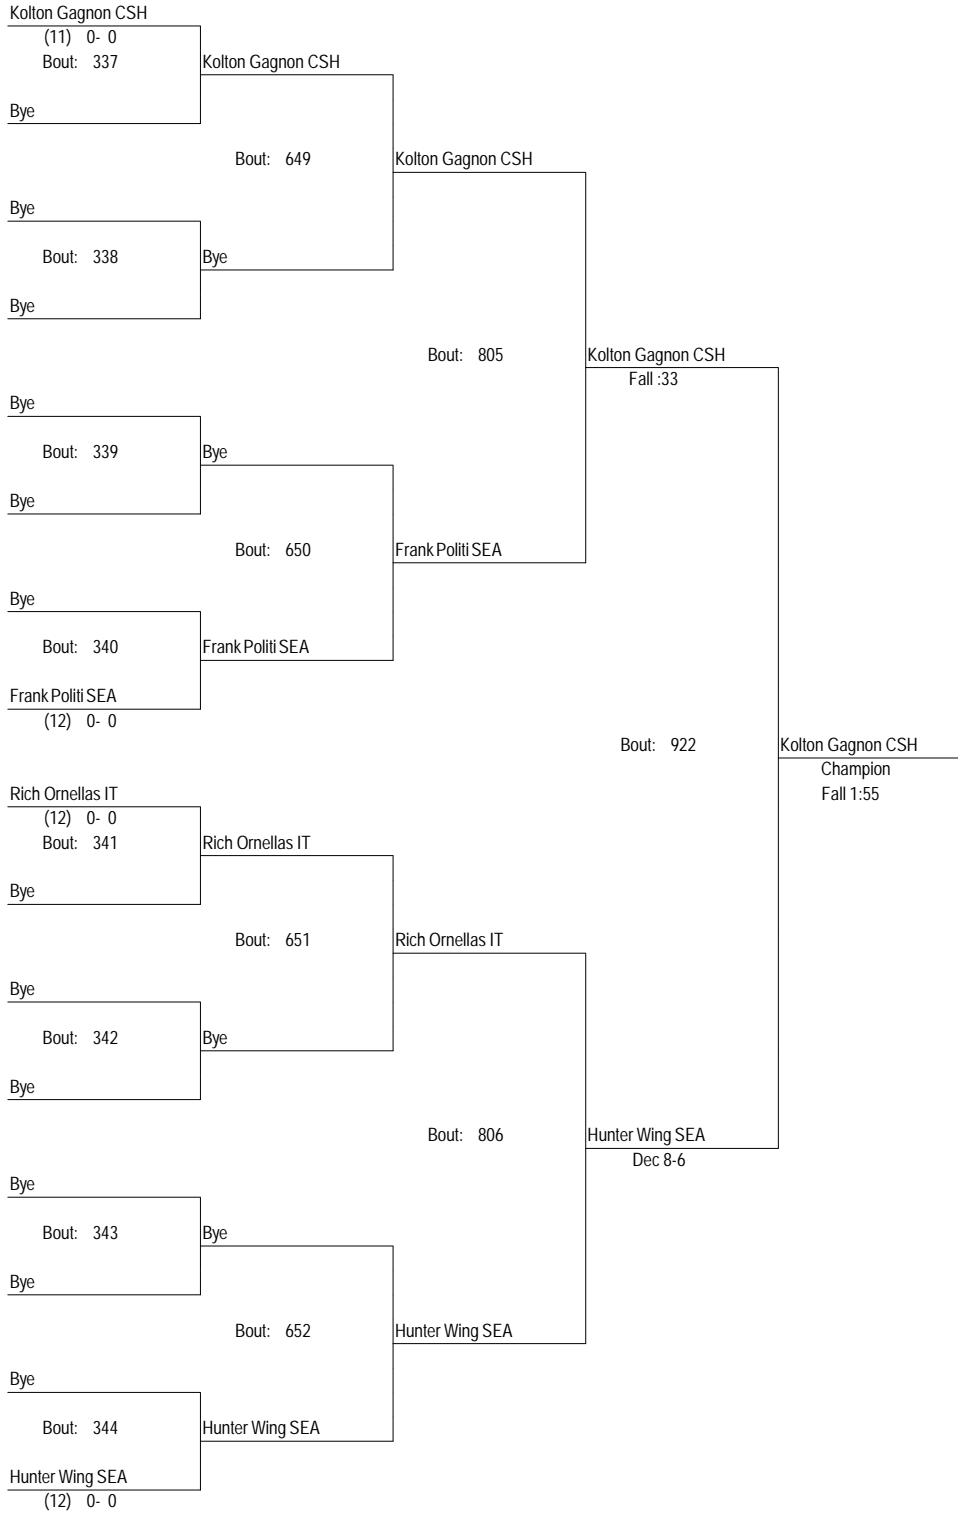 Kolton Gagnon CSH
(11) 0- 0
Bout: 337
Kolton Gagnon CSH
Bye
Bout: 649
Kolton Gagnon CSH
Bye
Bout: 338
Bye
Bye
Bout: 805
Kolton Gagnon CSH
Fall :33
Bye
Bout: 339
Bye
Bye
Bout: 650
Frank Politi SEA
Bye
Bout: 340
Frank Politi SEA
Frank Politi SEA
(12) 0- 0
Bout: 922
Kolton Gagnon CSH
Champion
Fall 1:55
Rich Ornellas IT
(12) 0- 0
Bout: 341
Rich Ornellas IT
Bye
Bout: 651
Rich Ornellas IT
Bye
Bout: 342
Bye
Bye
Bout: 806
Hunter Wing SEA
Dec 8-6
Bye
Bout: 343
Bye
Bye
Bout: 652
Hunter Wing SEA
Bye
Bout: 344
Hunter Wing SEA
Hunter Wing SEA
(12) 0- 0